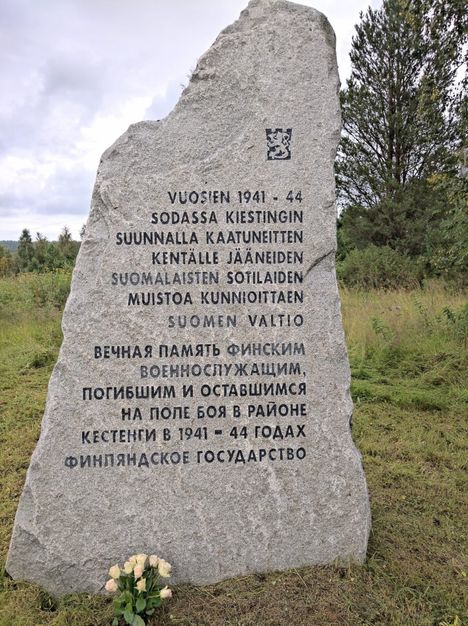 VUOSIEN 1941 - 44
SODASSA KIESTINGIN
SUUNNALLA KAATUNEITTEN
KENTÄLLE JÄÄNEIDEN
SUOMALAISTEN SOTILAIDEN
MUISTOA KUNNIOITTAEN
SUOMEN VALTIO
ВЕЧНАЯ ПАМЯТЬ ФИНСКИМ
ВОЕННОСЛУЖАЩИМ,
ПОГИБШИМ И ОСТАВШИМСЯ
НА ПОЛЕ БОЯ В РАЙОНЕ
КЕСТЕНГИ В 1941 - 44 ГОДАХ
ФИНЛЯНДСКОЕ ГОСУДАРСТВО